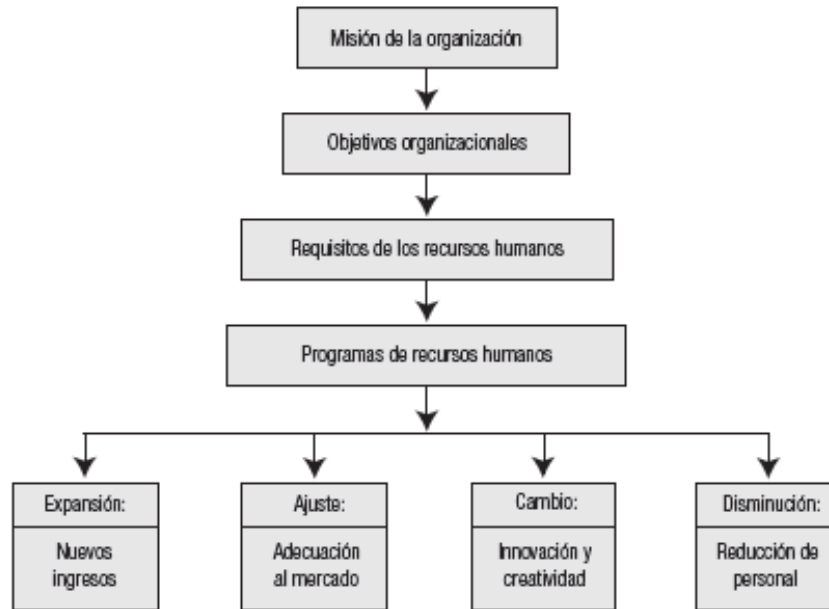 Misión de la organización
Objetivos organizacionales
Requisitos de los recursos humanos
Programas de recursos humanos
Expansión:
Nuevos
ingresos
Ajuste:
Adecuación
al mercado
Cambio:
Innovación y
creatividad
Disminución:
Reducción de
personal